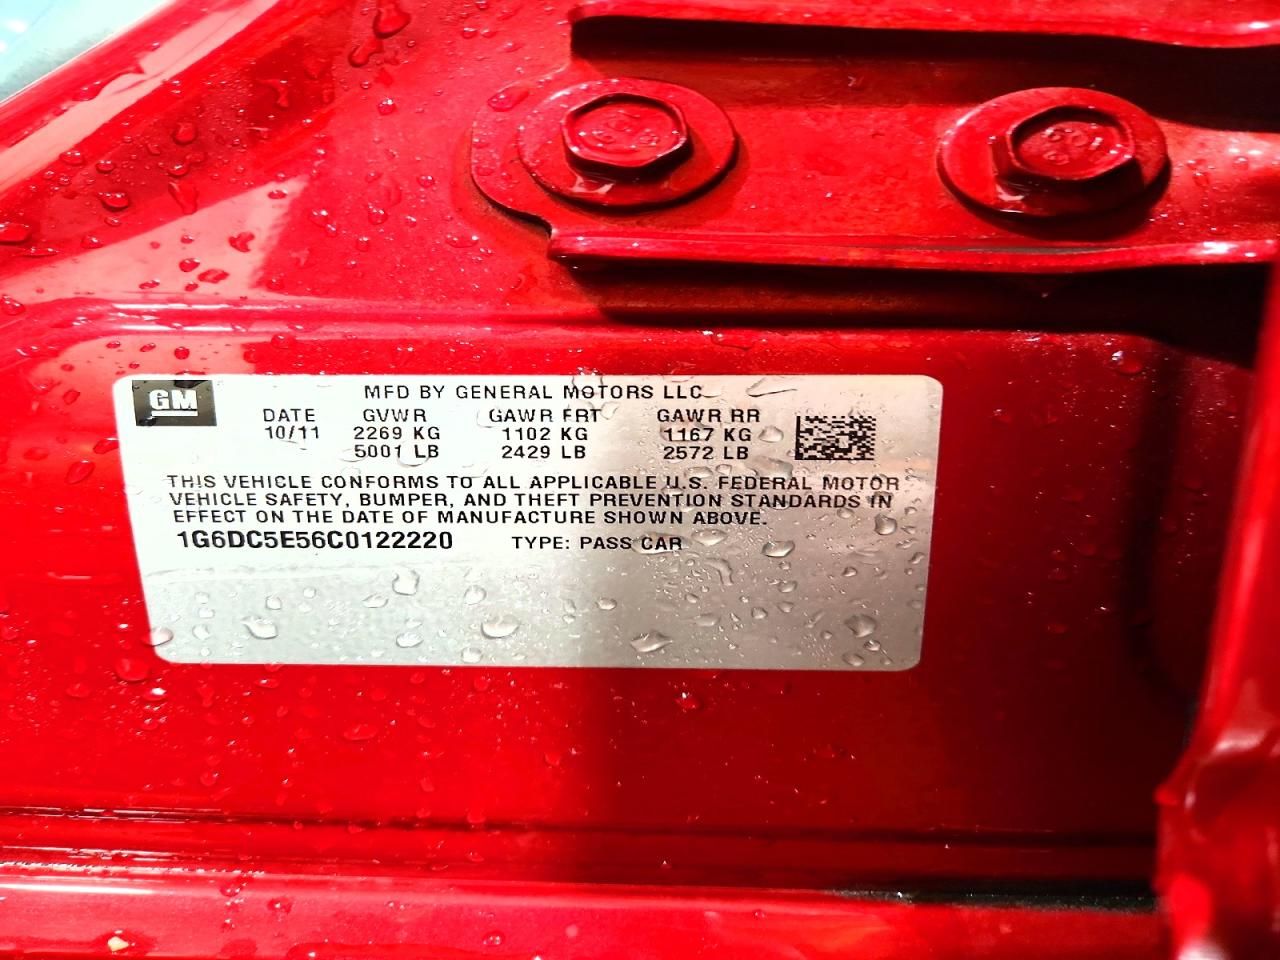 GM
MFD BY GENERAL MOTORS LLC
DATE GVWR GAWR FRT GAWR RR
10/11 2269 KG 1102 KG 1167 KG
5001 LB 2429 LB 2572 LB
THIS VEHICLE CONFORMS TO ALL APPLICABLE U.S. FEDERAL MOTOR
VEHICLE SAFETY, BUMPER, AND THEFT PREVENTION STANDARDS IN
EFFECT ON THE DATE OF MANUFACTURE SHOWN ABOVE.
1G6DC5E56C0122220 TYPE: PASS CAR